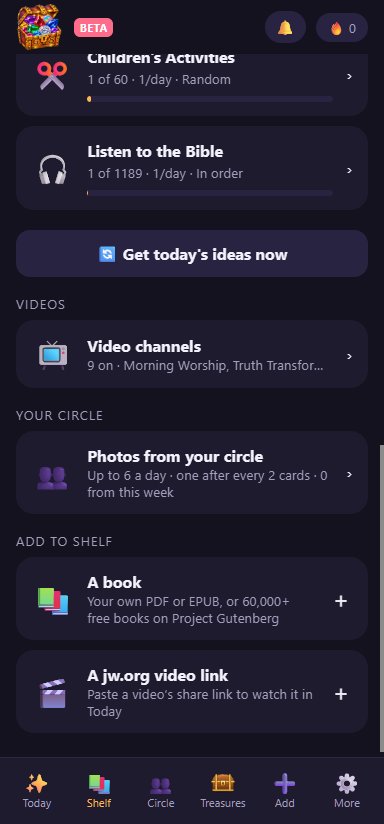 BETA
0
Children's Activities
1 of 60 · 1/day · Random
Listen to the Bible
1 of 1189 · 1/day · In order
Get today's ideas now
VIDEOS
Video channels
9 on · Morning Worship, Truth Transfor...
YOUR CIRCLE
Photos from your circle
Up to 6 a day · one after every 2 cards · 0
from this week
ADD TO SHELF
A book
Your own PDF or EPUB, or 60,000+
free books on Project Gutenberg
A jw.org video link
Paste a video's share link to watch it in
Today
Today
Shelf
Circle
Treasures
Add
More